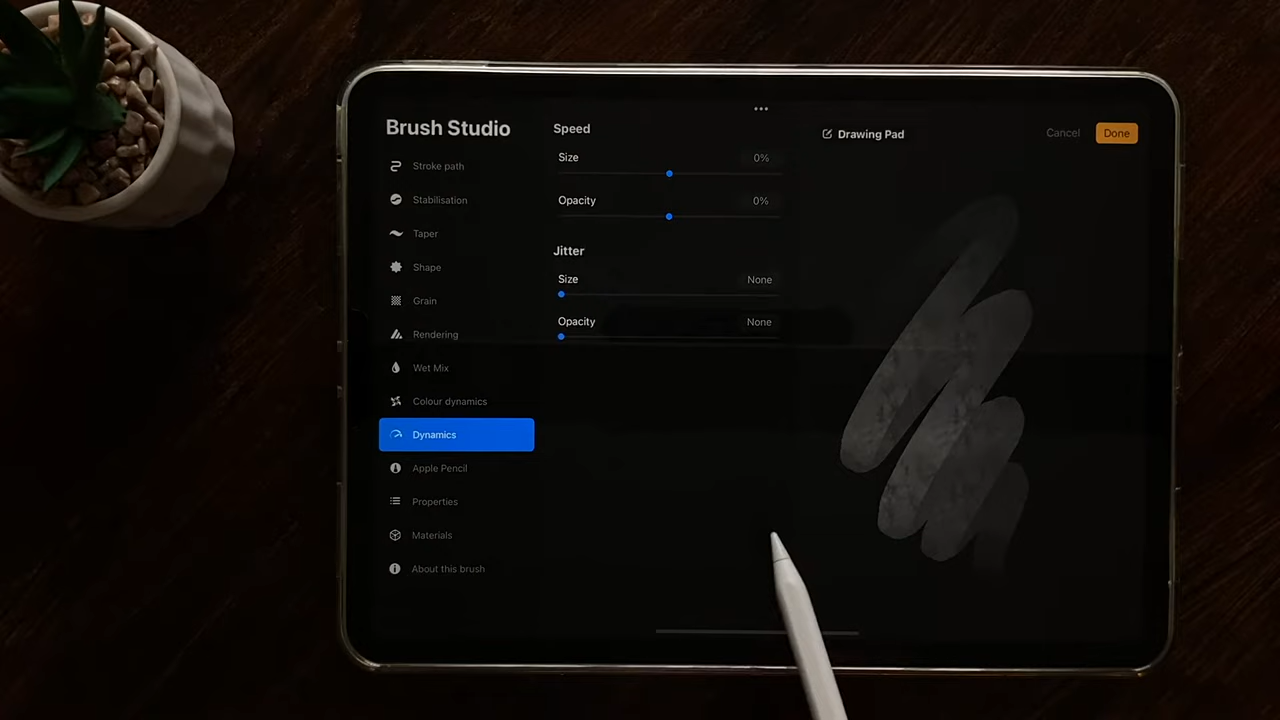 Brush Studio
Stroke path
Stabilisation
Taper
Shape
Grain
Rendering
Wet Mix
Colour dynamics
Dynamics
Apple Pencil
Properties
Materials
About this brush
Speed
Size 0%
Opacity 0%
Jitter
Size None
Opacity None
Drawing Pad
Cancel
Done